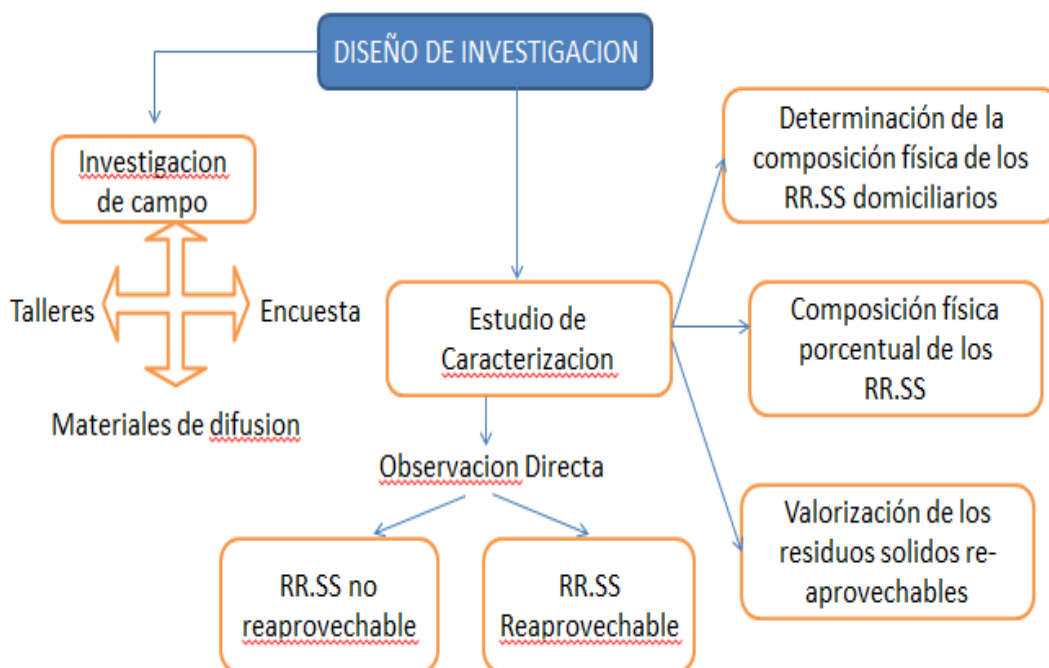 DISEÑO DE INVESTIGACION
Investigacion
de campo
Talleres
Encuesta
Materiales de difusion
Estudio de
Caracterizacion
Observacion Directa
RR.SS no
reaprovechable
RR.SS
Reaprovechable
Determinación de la
composición física de los
RR.SS domiciliarios
Composición física
porcentual de los
RR.SS
Valorización de los
residuos solidos re-
aprovechables